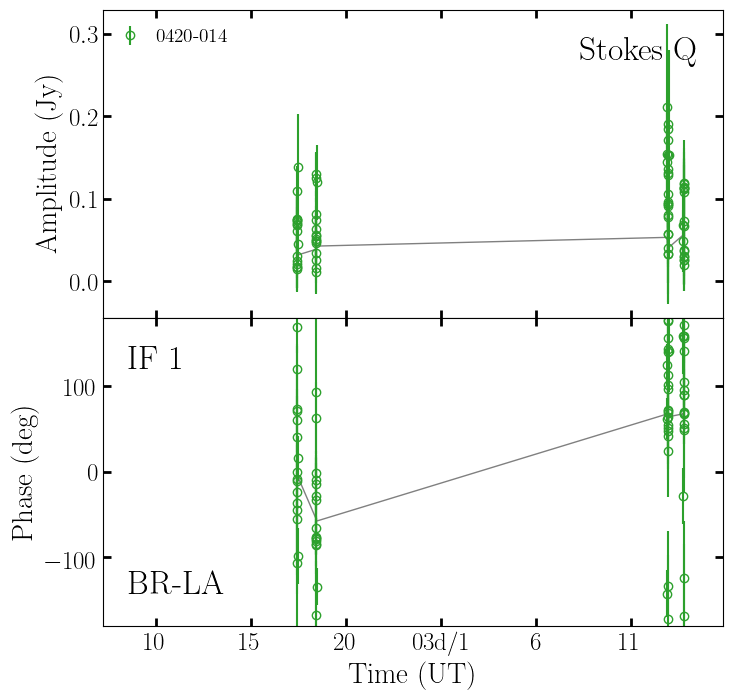 0420-014
Stokes Q
Amplitude (Jy)
0.3
0.2
0.1
0.0
IF 1
BR-LA
Phase (deg)
100
0
−100
10 15 20 03d/1 6 11
Time (UT)